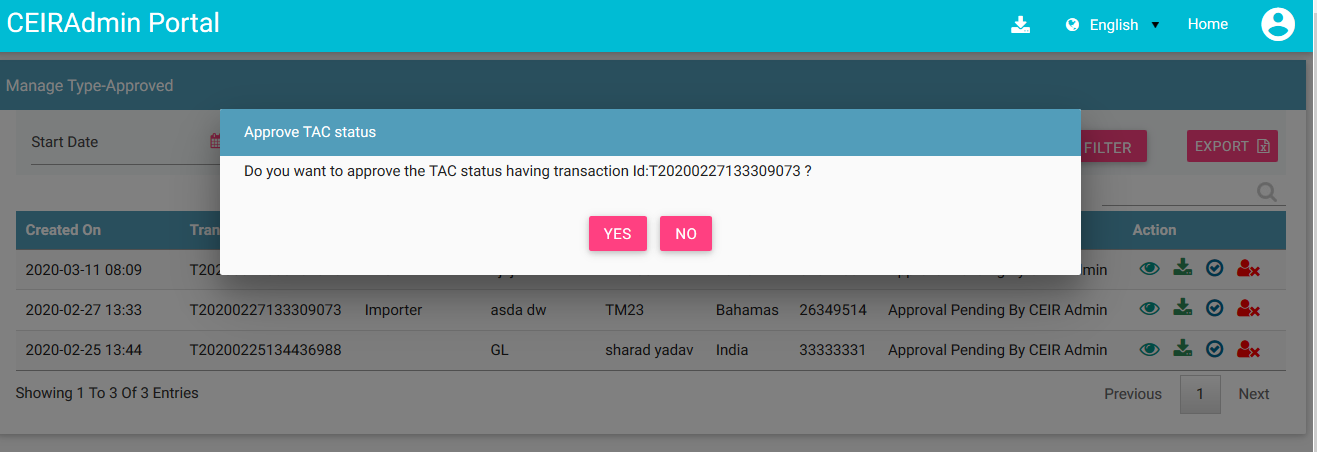 CEIRAdmin Portal
English
Home
Manage Type-Approved
Approve TAC status
Start Date
FILTER
EXPORT
Do you want to approve the TAC status having transaction Id:T20200227133309073 ?
YES
NO
Created On
Action
2020-03-11 08:09
2020-02-27 13:33 T20200227133309073 Importer asda dw TM23 Bahamas 26349514 Approval Pending By CEIR Admin
2020-02-25 13:44 T20200225134436988 GL sharad yadav India 33333331 Approval Pending By CEIR Admin
Showing 1 To 3 Of 3 Entries
Previous 1 Next